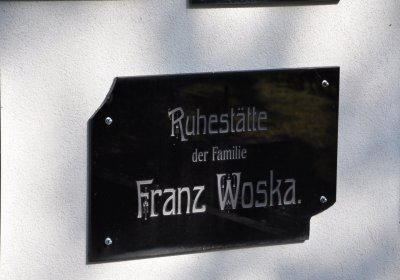 Ruhestätte
der Familie
Franz Woska.